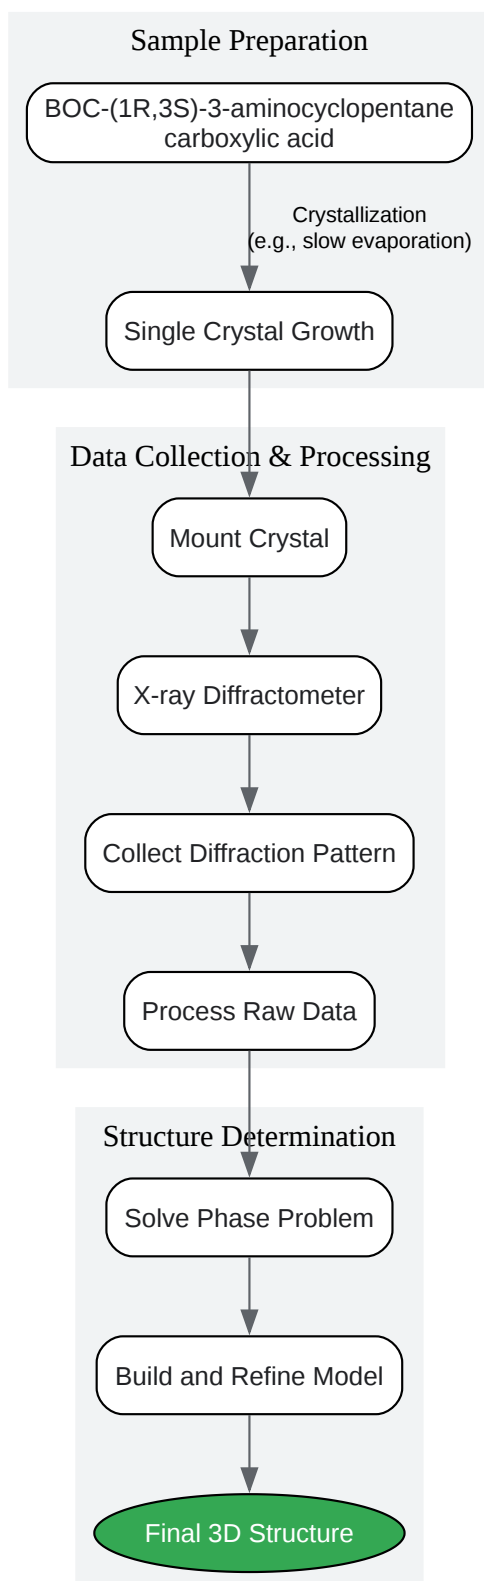 Sample Preparation
BOC-(1R,3S)-3-aminocyclopentane
carboxylic acid
Crystallization
(e.g., slow evaporation)
Single Crystal Growth
Data Collection & Processing
Mount Crystal
X-ray Diffractometer
Collect Diffraction Pattern
Process Raw Data
Structure Determination
Solve Phase Problem
Build and Refine Model
Final 3D Structure